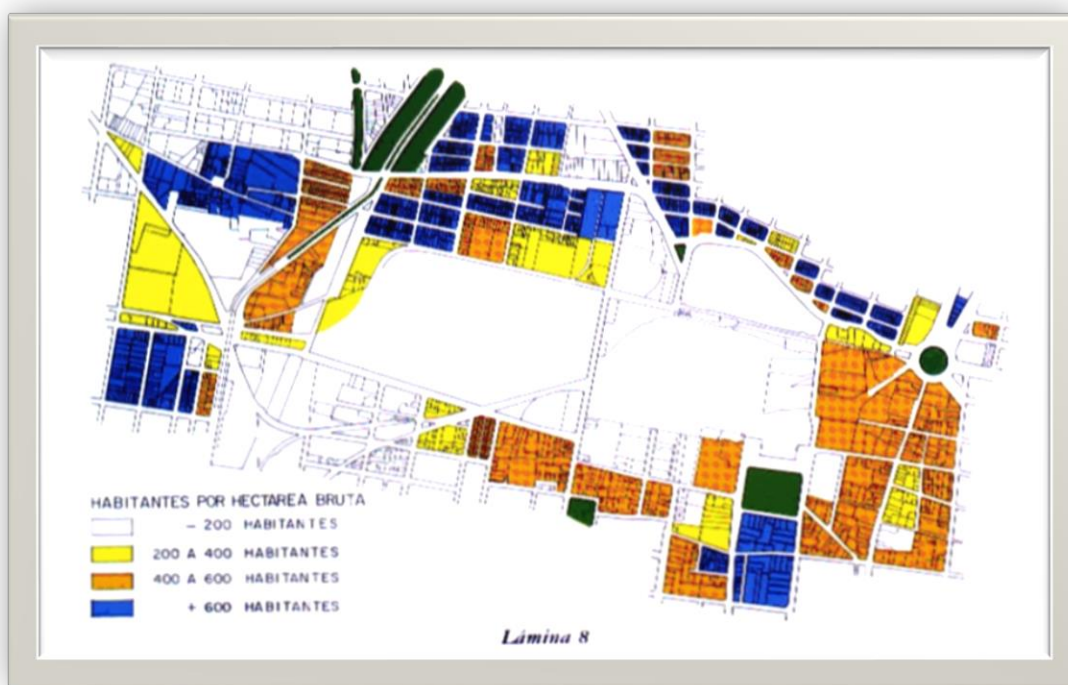 HABITANTES POR HECTAREA BRUTA
- 200 HABITANTES
200 A 400 HABITANTES
400 A 600 HABITANTES
+ 600 HABITANTES
Lámina 8